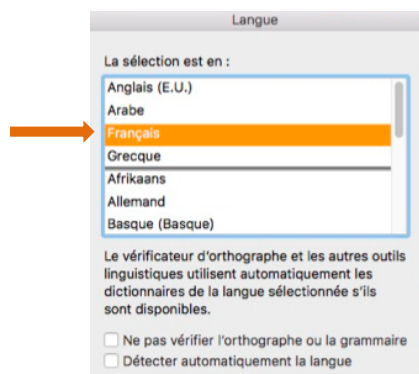 Langue
La sélection est en :
Anglais (E.U.)
Arabe
Français
Grecque
Afrikaans
Allemand
Basque (Basque)
Le vérificateur d'orthographe et les autres outils
linguistiques utilisent automatiquement les
dictionnaires de la langue sélectionnée s'ils
sont disponibles.
Ne pas vérifier l'orthographe ou la grammaire
Détecter automatiquement la langue